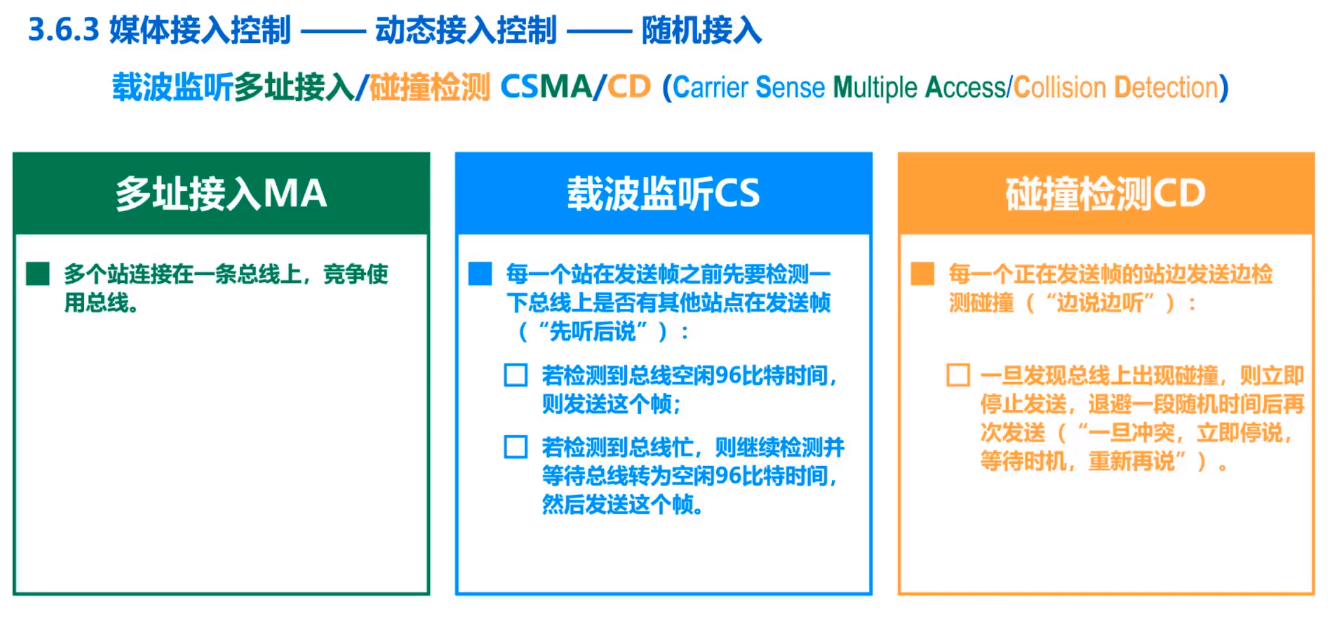 3.6.3 媒体接入控制 —— 动态接入控制 —— 随机接入
载波监听多址接入/碰撞检测 CSMA/CD (Carrier Sense Multiple Access/Collision Detection)
多址接入MA
多个站连接在一条总线上，竞争使
用总线。
载波监听CS
每一个站在发送帧之前先要检测一
下总线上是否有其他站点在发送帧
（“先听后说”）：
若检测到总线空闲96比特时间，
则发送这个帧；
若检测到总线忙，则继续检测并
等待总线转为空闲96比特时间，
然后发送这个帧。
碰撞检测CD
每一个正在发送帧的站边发送边检
测碰撞（“边说边听”）：
一旦发现总线上出现碰撞，则立即
停止发送，退避一段随机时间后再
次发送（“一旦冲突，立即停说，
等待时机，重新再说”）。